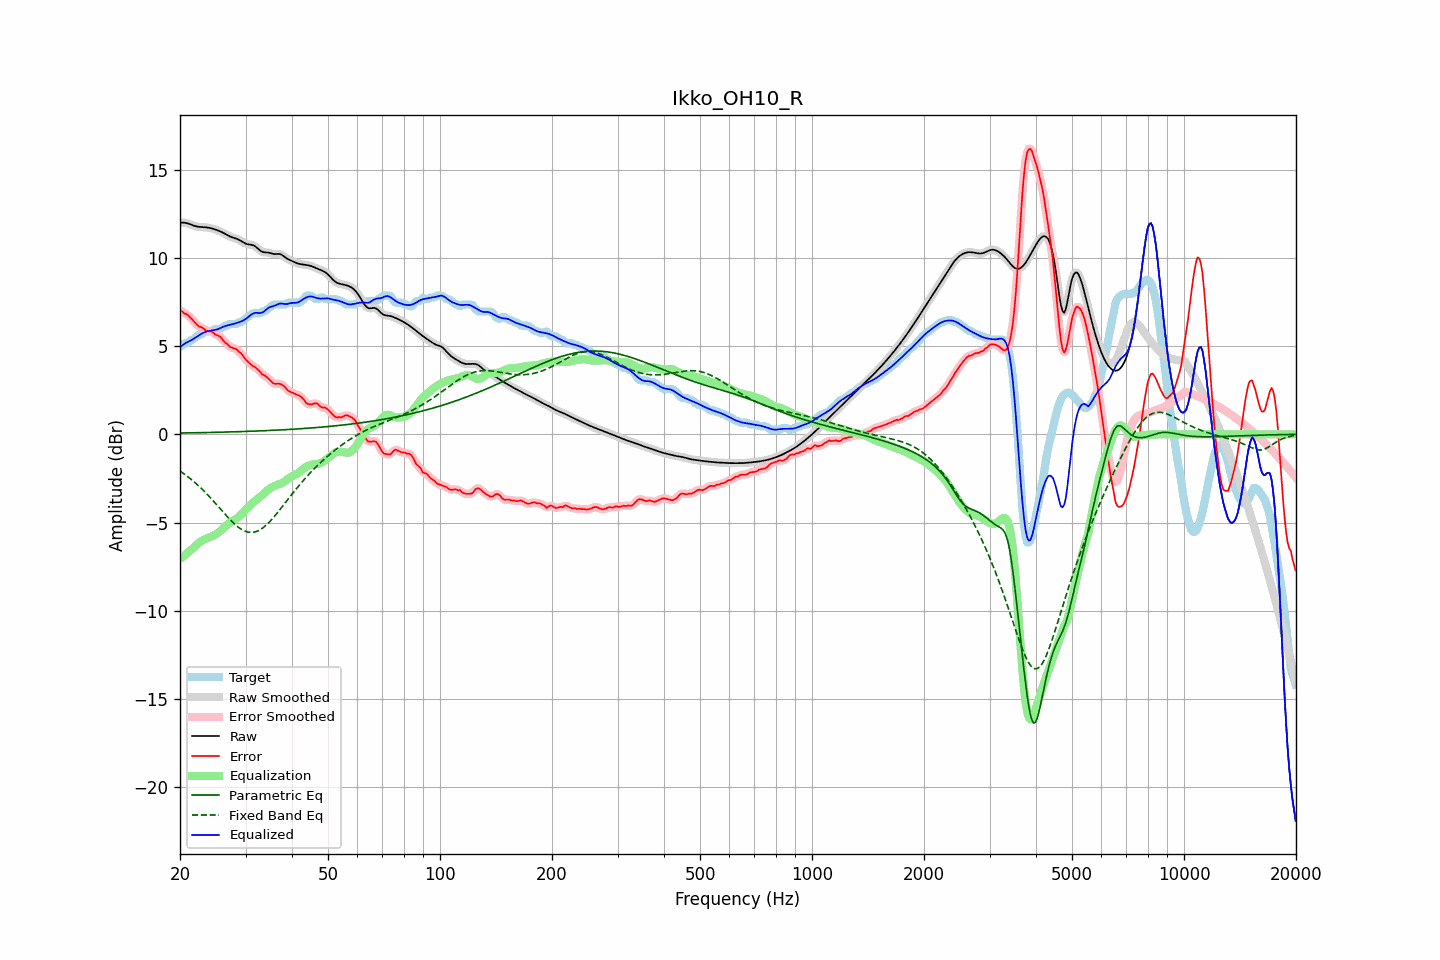 Ikko_OH10_R
15
10
5
0
−5
−10
−15
−20
Amplitude (dBr)
Target
Raw Smoothed
Error Smoothed
Raw
Error
Equalization
Parametric Eq
Fixed Band Eq
Equalized
20
50
100
200
500
1000
2000
5000
10000
20000
Frequency (Hz)